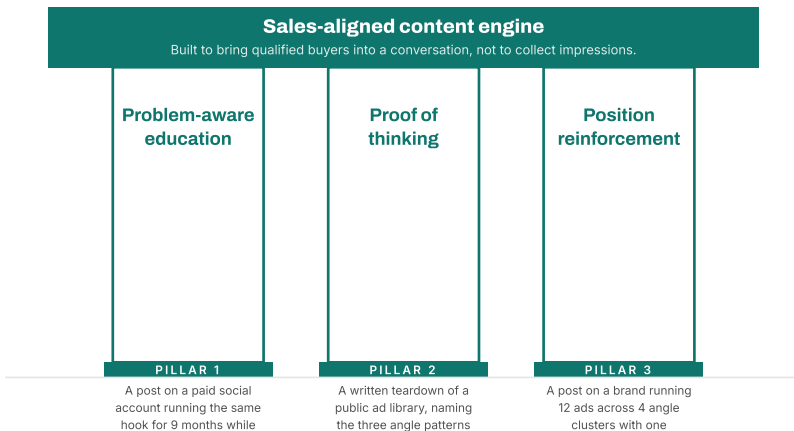 Sales-aligned content engine
Built to bring qualified buyers into a conversation, not to collect impressions.
Problem-aware
education
Proof of
thinking
Position
reinforcement
PILLAR 1
PILLAR 2
PILLAR 3
A post on a paid social
account running the same
hook for 9 months while
A written teardown of a
public ad library, naming
the three angle patterns
A post on a brand running
12 ads across 4 angle
clusters with one